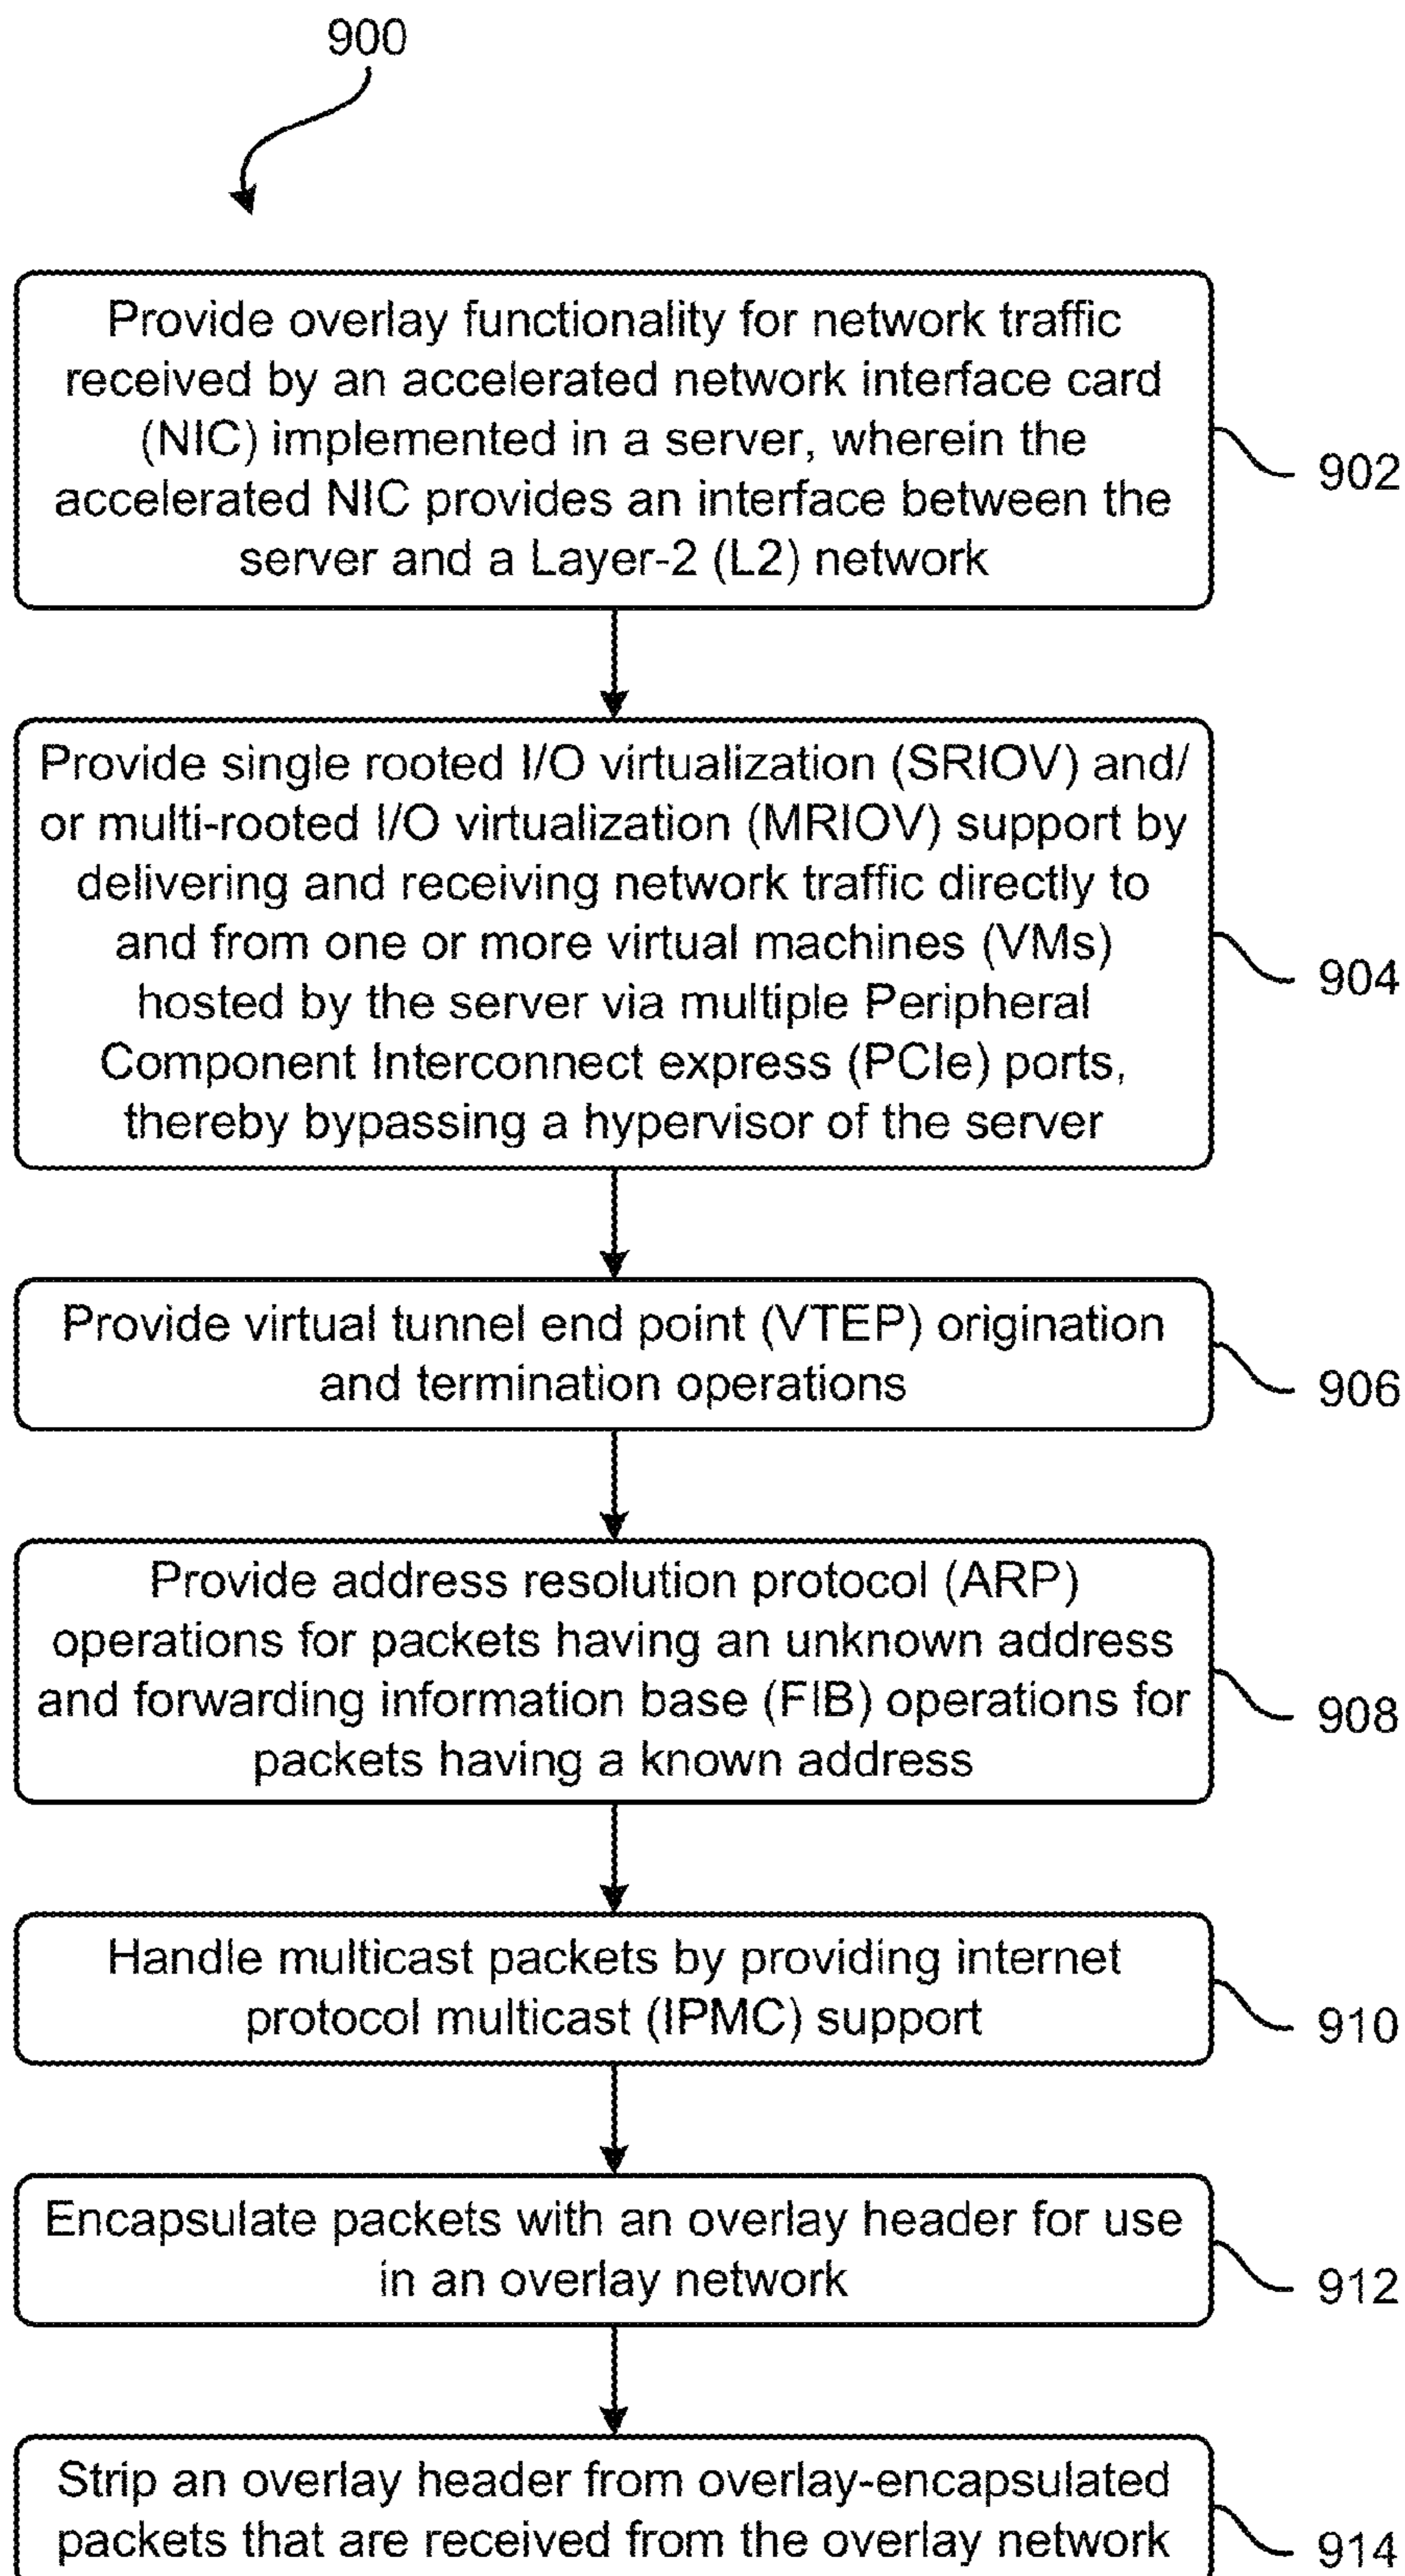 900
Provide overlay functionality for network traffic
received by an accelerated network interface card
(NIC) implemented in a server, wherein the
accelerated NIC provides an interface between the
server and a Layer-2 (L2) network
902
Provide single rooted I/O virtualization (SRIOV) and/
or multi-rooted I/O virtualization (MRIOV) support by
delivering and receiving network traffic directly to
and from one or more virtual machines (VMs)
hosted by the server via multiple Peripheral
Component Interconnect express (PCIe) ports,
thereby bypassing a hypervisor of the server
904
Provide virtual tunnel end point (VTEP) origination
and termination operations
906
Provide address resolution protocol (ARP)
operations for packets having an unknown address
and forwarding information base (FIB) operations for
packets having a known address
908
Handle multicast packets by providing internet
protocol multicast (IPMC) support
910
Encapsulate packets with an overlay header for use
in an overlay network
912
Strip an overlay header from overlay-encapsulated
packets that are received from the overlay network
914